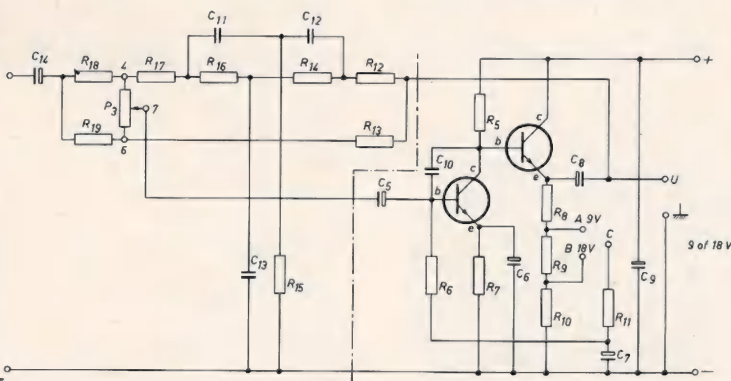 C11 C12
C14 R18 4 R17 R16 R14 R12 c +
P3 7 R5
R19 6 R13 C10 b c C8 U
C5 b e R8
A 9V C 9 of 18 V
e R9 B 18V C9
C13 R15 R6 R7 C6 R10 R11
C7 −